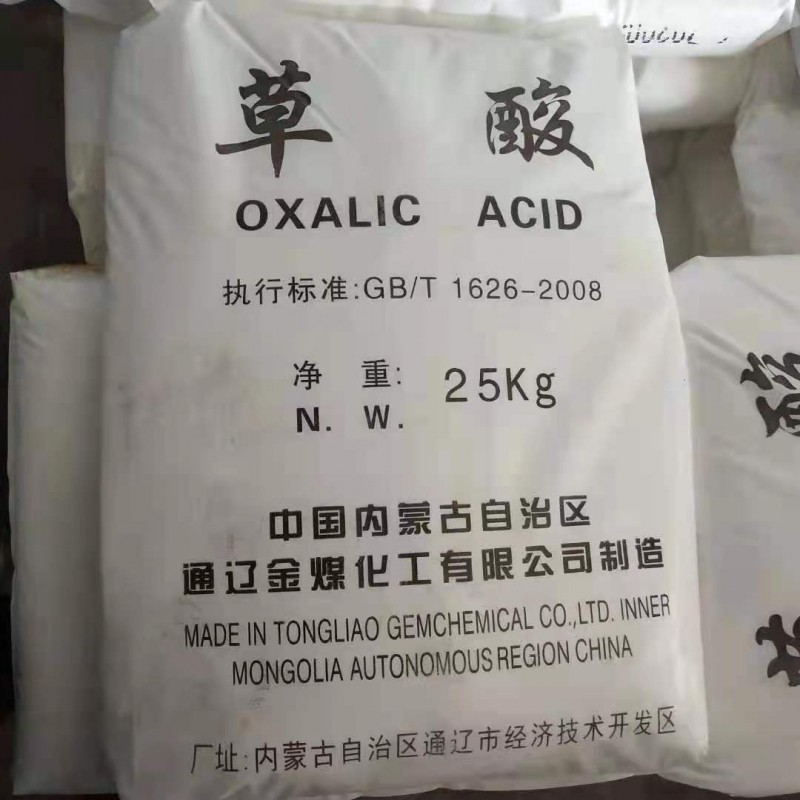 草 酸
OXALIC ACID
执行标准:GB/T 1626-2008
净 重: 25Kg
N. W.
中国内蒙古自治区
通辽金煤化工有限公司制造
MADE IN TONGLIAO GEMCHEMICAL CO.,LTD. INNER
MONGOLIA AUTONOMOUS REGION CHINA
厂址:内蒙古自治区通辽市经济技术开发区
酸